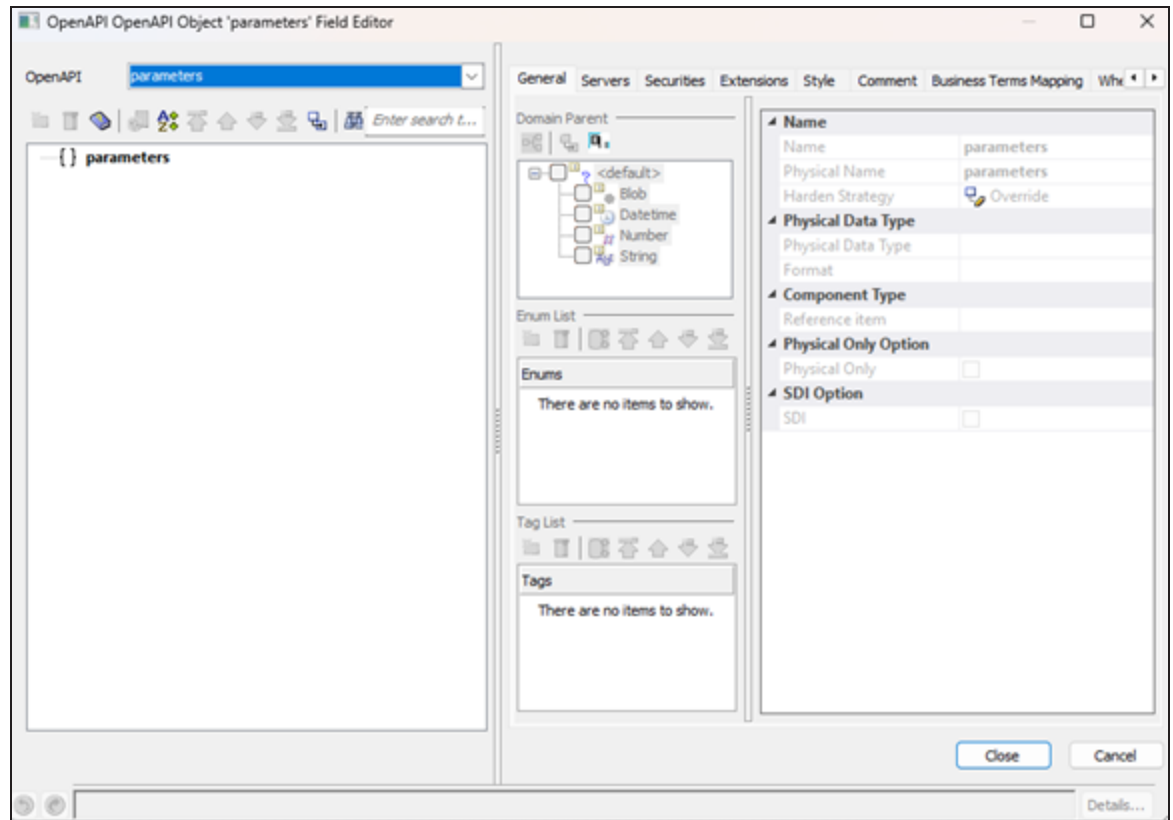 OpenAPI OpenAPI Object 'parameters' Field Editor
OpenAPI
parameters
Enter search t...
{ } parameters
General Servers Securities Extensions Style Comment Business Terms Mapping Whe
Domain Parent
<default>
Blob
Datetime
Number
String
Enum List
Enums
There are no items to show.
Tag List
Tags
There are no items to show.
Name
Name parameters
Physical Name parameters
Harden Strategy Override
Physical Data Type
Physical Data Type
Format
Component Type
Reference item
Physical Only Option
Physical Only
SDI Option
SDI
Close Cancel
Details...